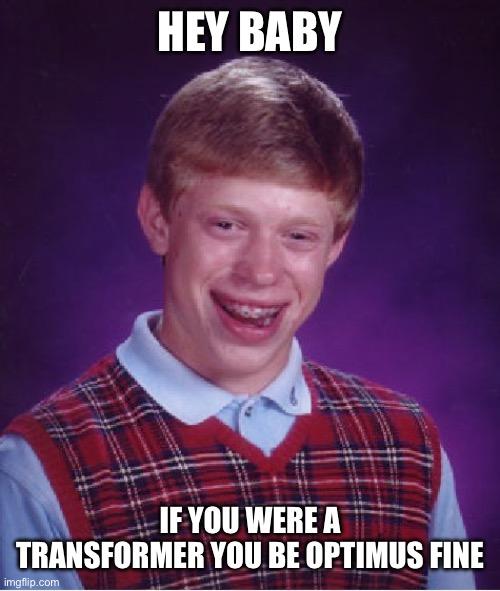 HEY BABY
IF YOU WERE A
TRANSFORMER YOU BE OPTIMUS FINE
imgflip.com